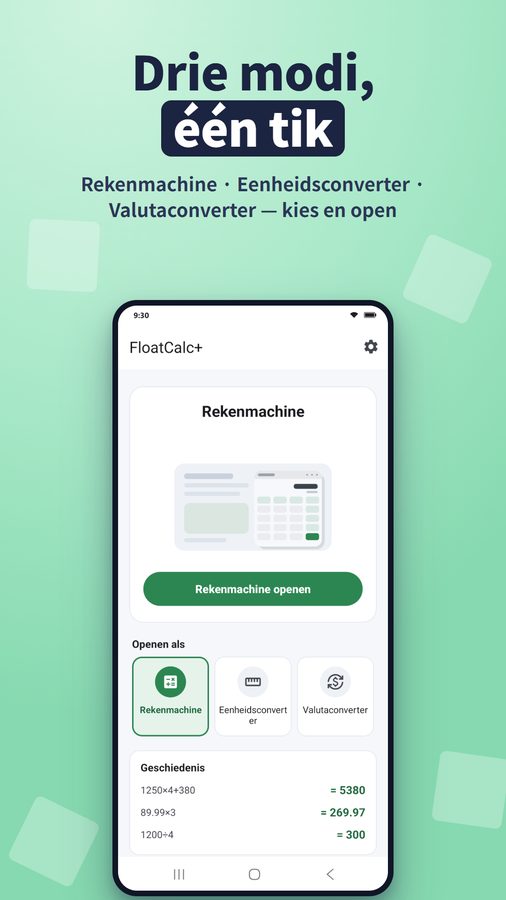 Drie modi,
één tik
Rekenmachine · Eenheidsconverter ·
Valutaconverter — kies en open
9:30
FloatCalc+
Rekenmachine
Rekenmachine openen
Openen als
Rekenmachine
Eenheidsconvert
er
Valutaconverter
Geschiedenis
1250×4+380 = 5380
89.99×3 = 269.97
1200÷4 = 300